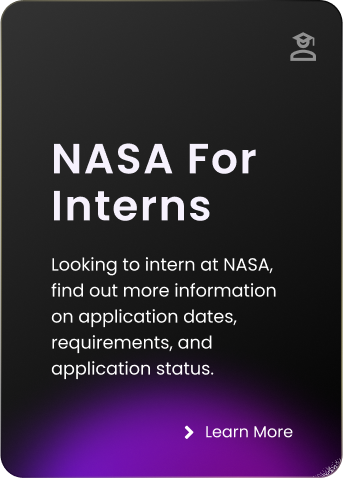 NASA For
Interns
Looking to intern at NASA,
find out more information
on application dates,
requirements, and
application status.
Learn More